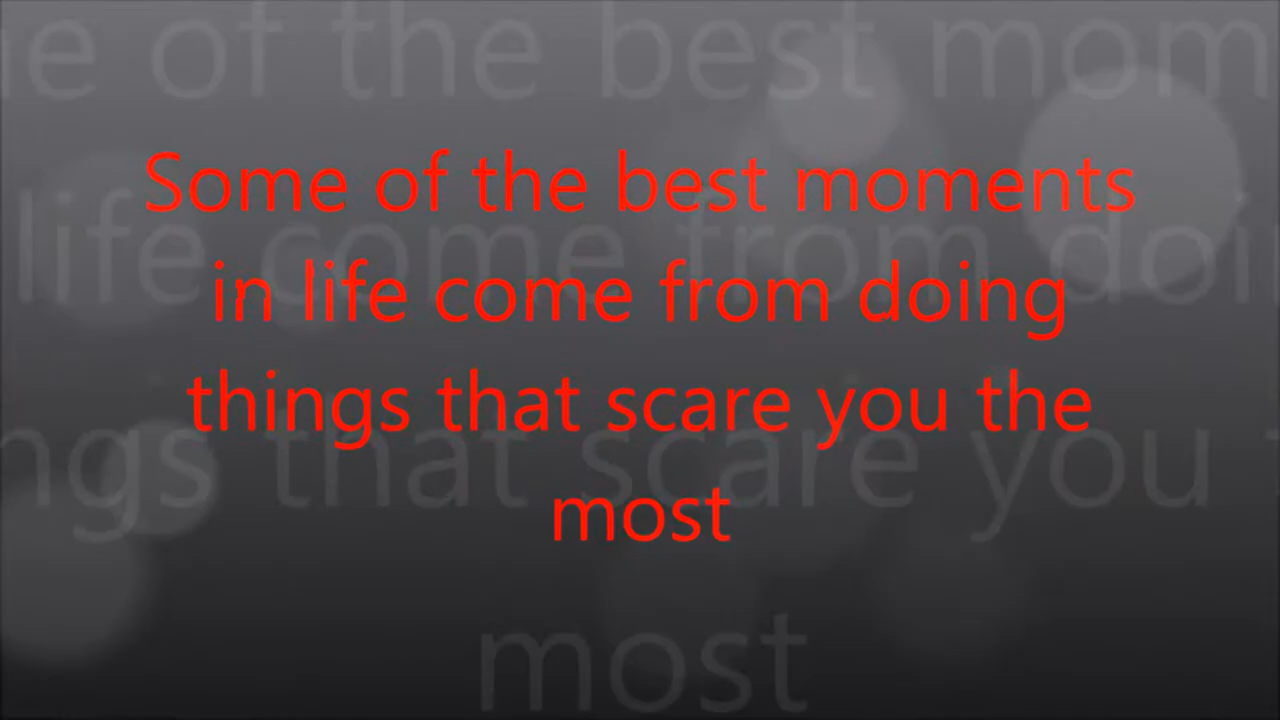 Some of the best moments
in life come from doing
things that scare you the
most